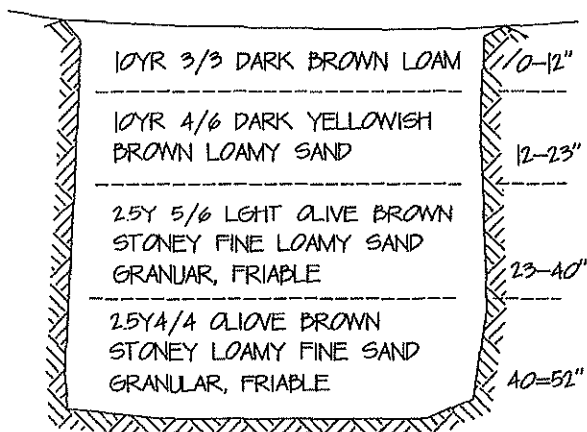 10YR 3/3 DARK BROWN LOAM
0-12"
10YR 4/6 DARK YELLOWISH
BROWN LOAMY SAND
12-23"
2.5Y 5/6 LGHT OLIVE BROWN
STONEY FINE LOAMY SAND
GRANUAR, FRIABLE
23-40"
2.5Y4/4 OLIOVE BROWN
STONEY LOAMY FINE SAND
GRANULAR, FRIABLE
40=52"